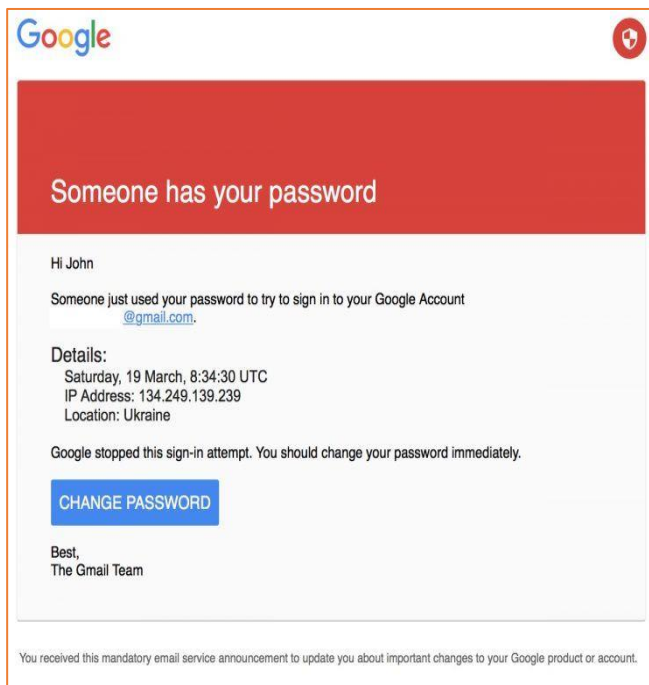 Google
Someone has your password
Hi John
Someone just used your password to try to sign in to your Google Account
@gmail.com.
Details:
Saturday, 19 March, 8:34:30 UTC
IP Address: 134.249.139.239
Location: Ukraine
Google stopped this sign-in attempt. You should change your password immediately.
CHANGE PASSWORD
Best,
The Gmail Team
You received this mandatory email service announcement to update you about important changes to your Google product or account.